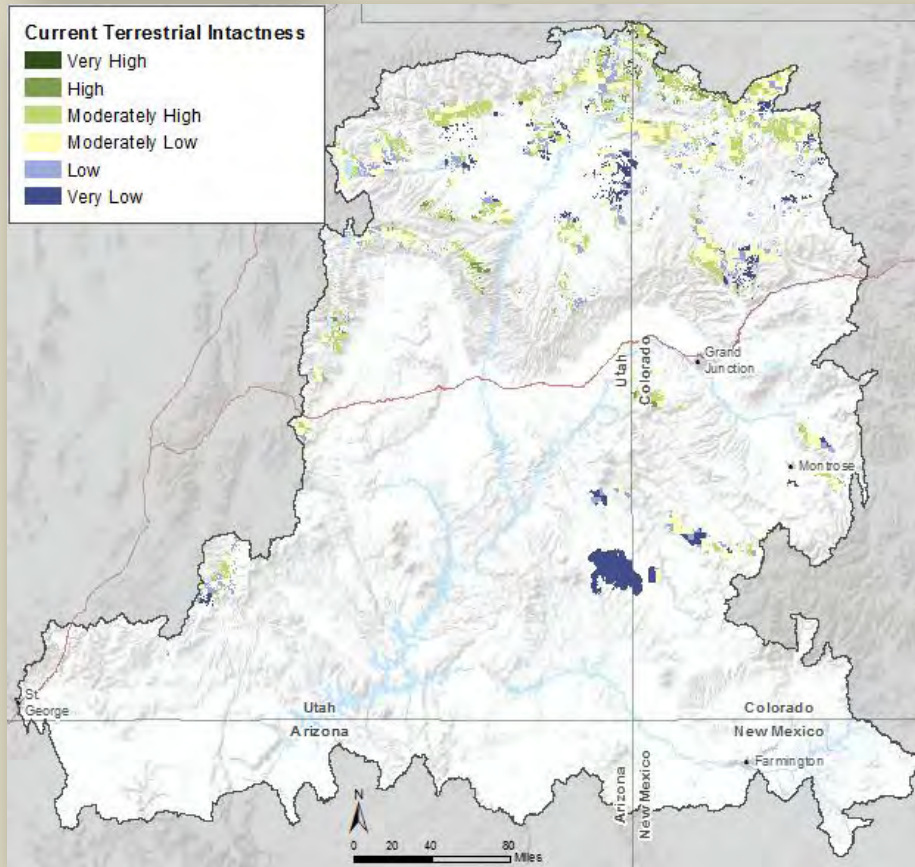 Current Terrestrial Intactness
Very High
High
Moderately High
Moderately Low
Low
Very Low
Utah
Colorado
Grand
Junction
Montrose
St.
George
Utah
Arizona
Colorado
New Mexico
Arizona
New Mexico
Farmington
N
0 20 40 80
Miles